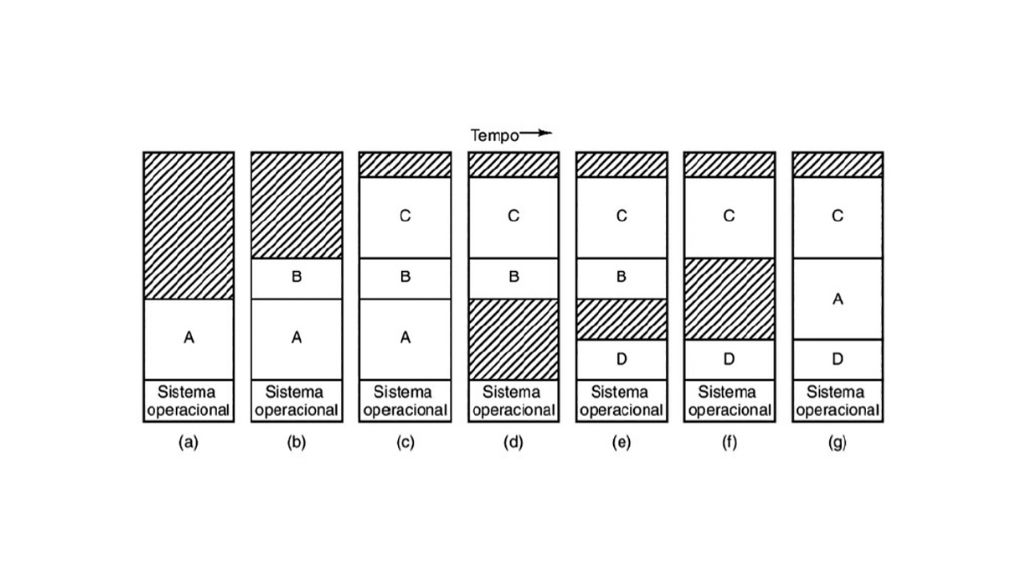 Tempo
A
Sistema
operacional
(a)
B
A
Sistema
operacional
(b)
C
B
A
Sistema
operacional
(c)
C
B
Sistema
operacional
(d)
C
B
D
Sistema
operacional
(e)
C
D
Sistema
operacional
(f)
C
A
D
Sistema
operacional
(g)